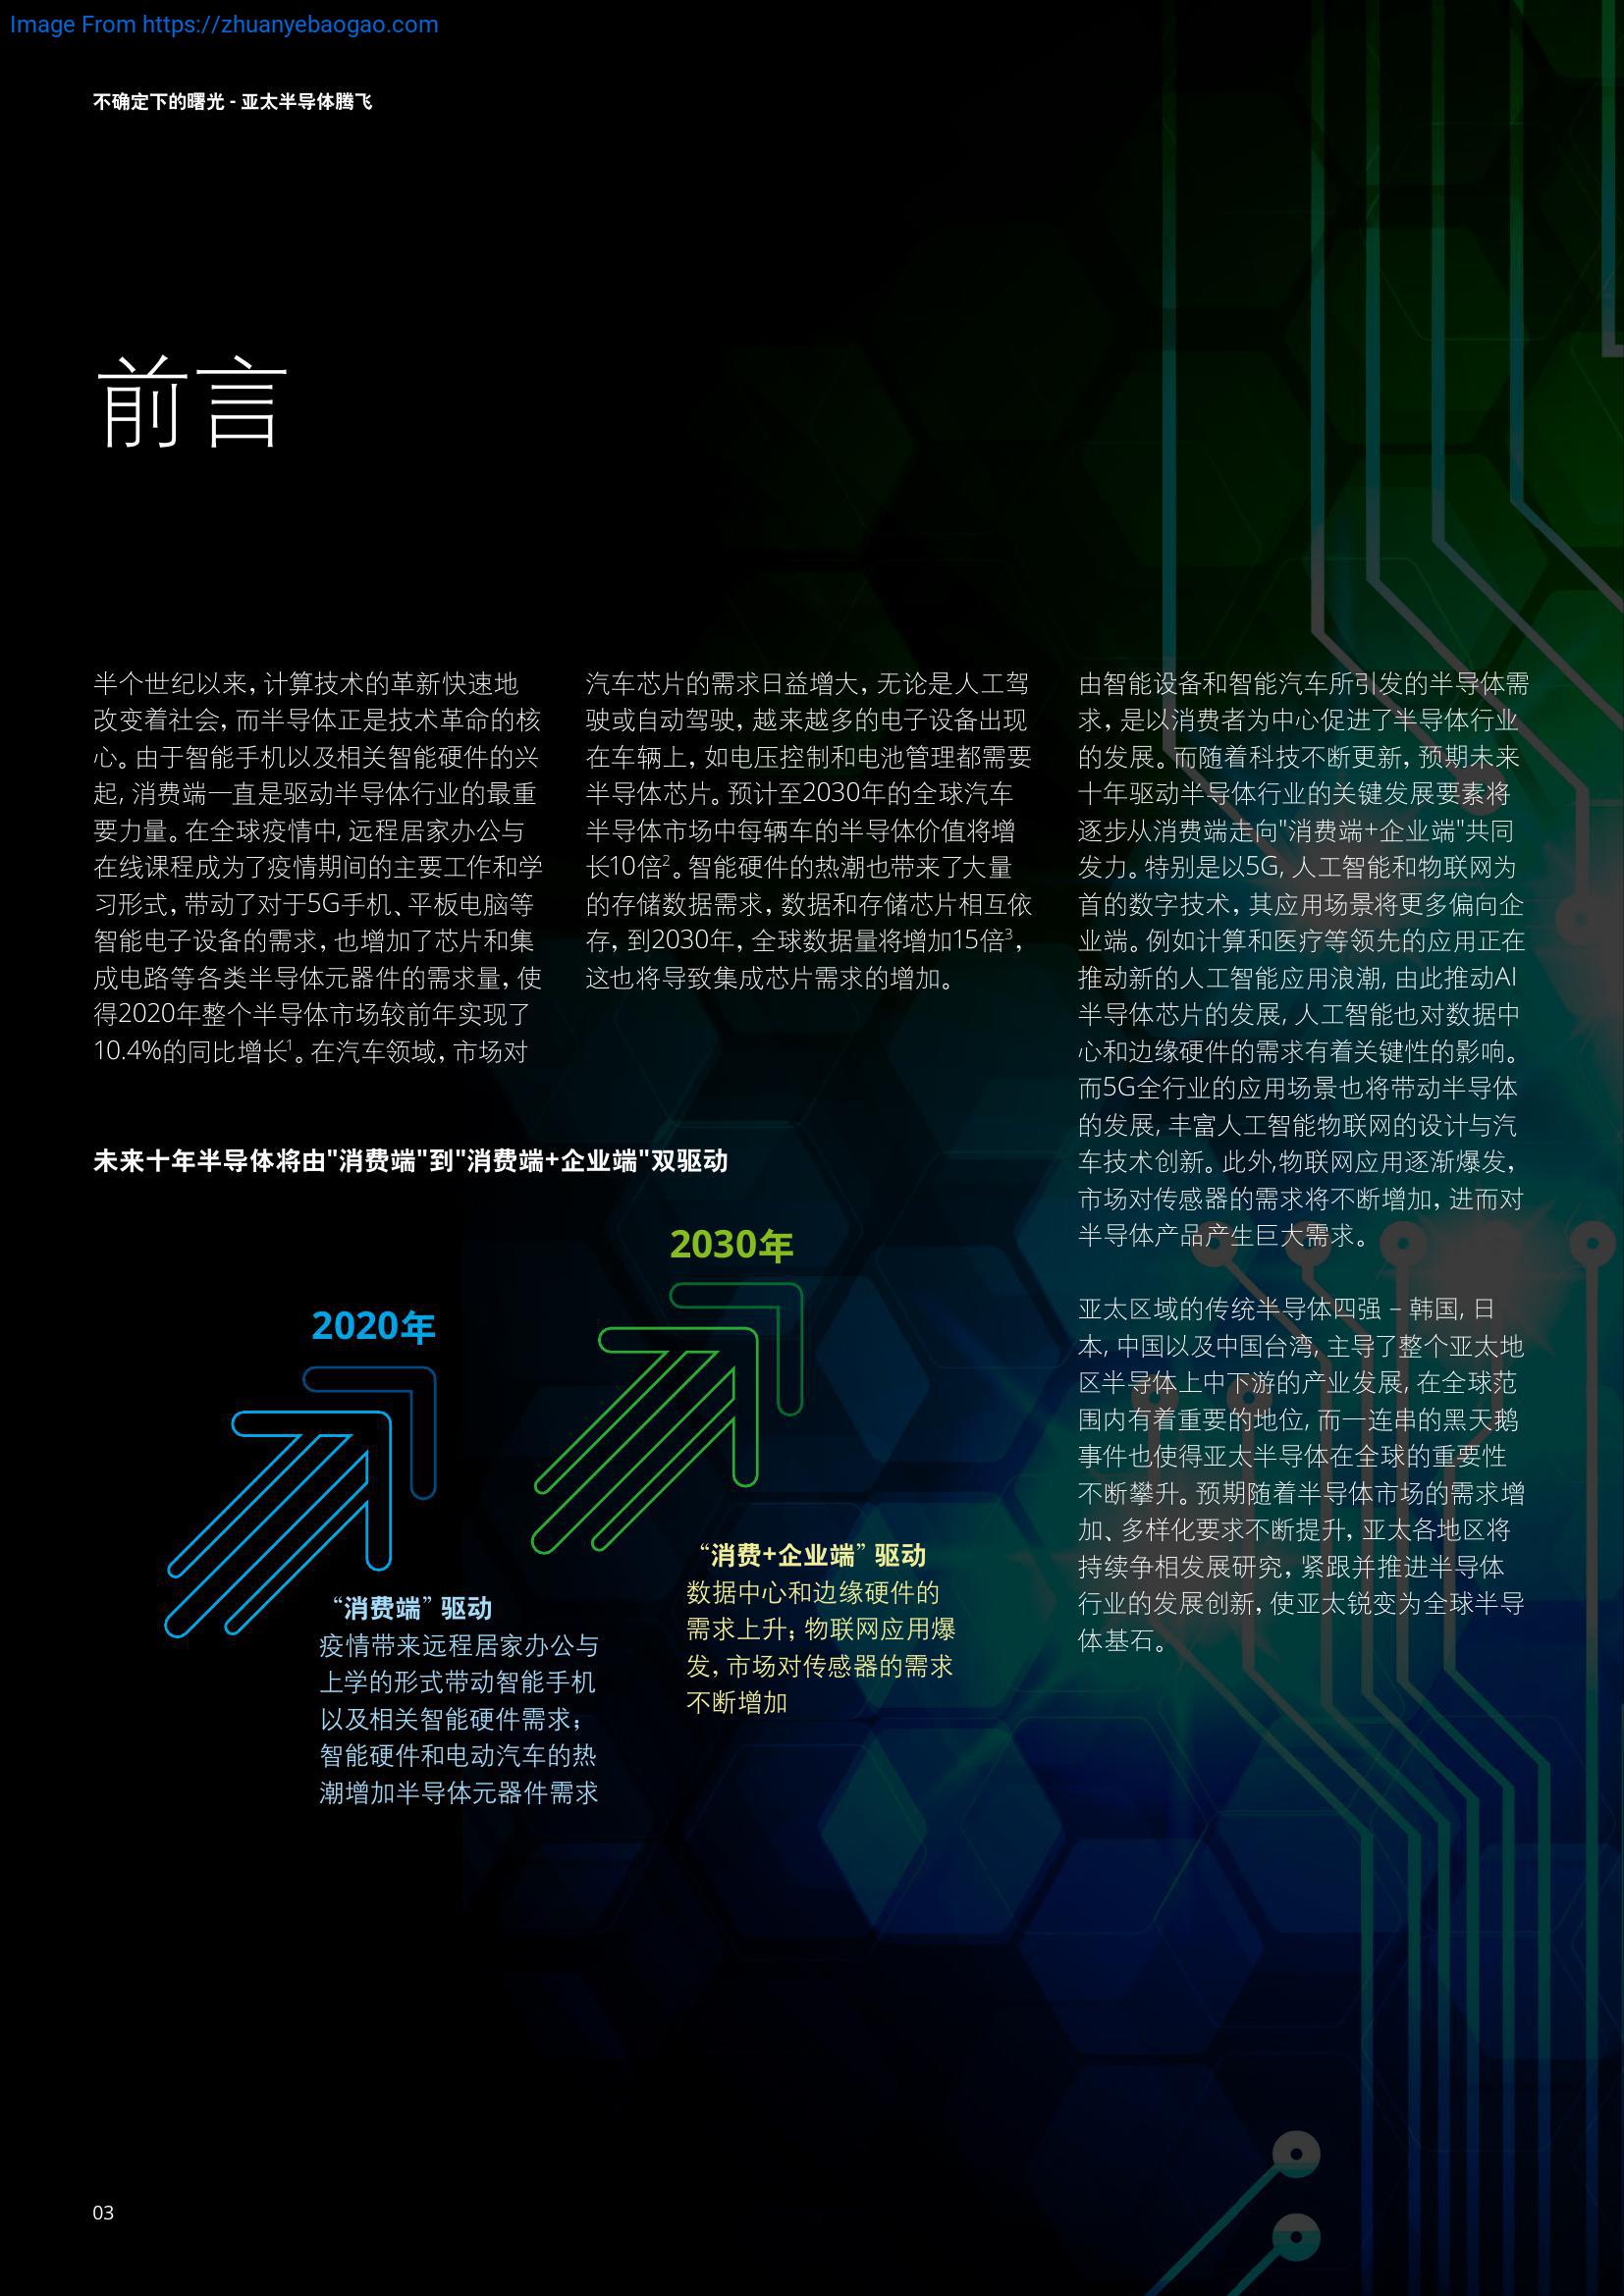 Image From https://zhuanyebaogao.com
不确定下的曙光 - 亚太半导体腾飞
前言
半个世纪以来, 计算技术的革新快速地
改变着社会, 而半导体正是技术革命的核
心。由于智能手机以及相关智能硬件的兴
起, 消费端一直是驱动半导体行业的最重
要力量。在全球疫情中, 远程居家办公与
在线课程成为了疫情期间的主要工作和学
习形式, 带动了对于5G手机、平板电脑等
智能电子设备的需求, 也增加了芯片和集
成电路等各类半导体元器件的需求量, 使
得2020年整个半导体市场较前年实现了
10.4%的同比增长¹。在汽车领域, 市场对
汽车芯片的需求日益增大, 无论是人工驾
驶或自动驾驶, 越来越多的电子设备出现
在车辆上, 如电压控制和电池管理都需要
半导体芯片。预计至2030年的全球汽车
半导体市场中每辆车的半导体价值将增
长10倍²。智能硬件的热潮也带来了大量
的存储数据需求, 数据和存储芯片相互依
存, 到2030年, 全球数据量将增加15倍³,
这也将导致集成芯片需求的增加。
由智能设备和智能汽车所引发的半导体需
求, 是以消费者为中心促进了半导体行业
的发展。而随着科技不断更新, 预期未来
十年驱动半导体行业的关键发展要素将
逐步从消费端走向"消费端+企业端"共同
发力。特别是以5G, 人工智能和物联网为
首的数字技术, 其应用场景将更多偏向企
业端。例如计算和医疗等领先的应用正在
推动新的人工智能应用浪潮, 由此推动AI
半导体芯片的发展, 人工智能也对数据中
心和边缘硬件的需求有着关键性的影响。
而5G全行业的应用场景也将带动半导体
的发展, 丰富人工智能物联网的设计与汽
车技术创新。此外,物联网应用逐渐爆发,
市场对传感器的需求将不断增加, 进而对
半导体产品产生巨大需求。
亚太区域的传统半导体四强 – 韩国, 日
本, 中国以及中国台湾, 主导了整个亚太地
区半导体上中下游的产业发展, 在全球范
围内有着重要的地位, 而一连串的黑天鹅
事件也使得亚太半导体在全球的重要性
不断攀升。预期随着半导体市场的需求增
加、多样化要求不断提升, 亚太各地区将
持续争相发展研究, 紧跟并推进半导体
行业的发展创新, 使亚太锐变为全球半导
体基石。
未来十年半导体将由"消费端"到"消费端+企业端"双驱动
2020年
“消费端” 驱动
疫情带来远程居家办公与
上学的形式带动智能手机
以及相关智能硬件需求;
智能硬件和电动汽车的热
潮增加半导体元器件需求
2030年
“消费+企业端” 驱动
数据中心和边缘硬件的
需求上升; 物联网应用爆
发, 市场对传感器的需求
不断增加
03